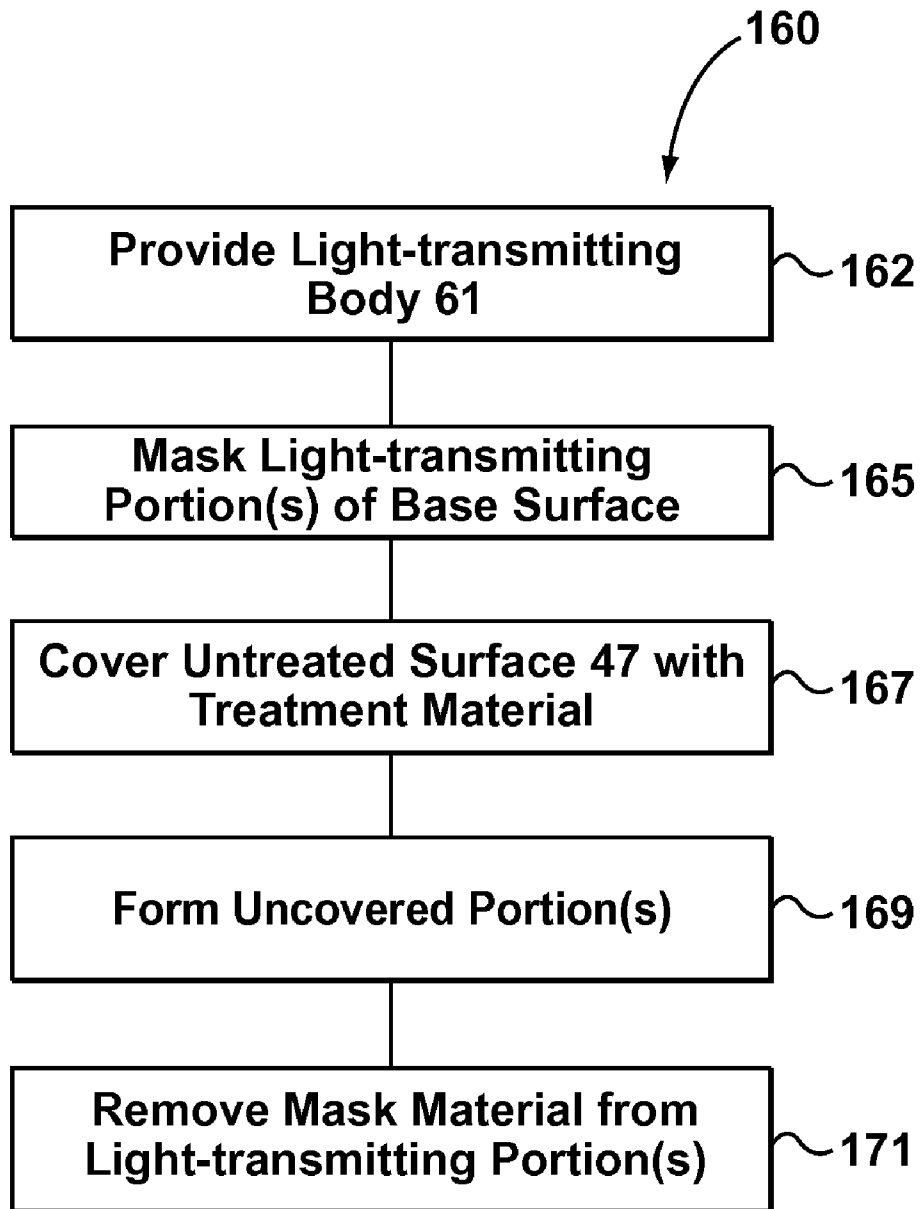 160
Provide Light-transmitting
Body 61
162
Mask Light-transmitting
Portion(s) of Base Surface
165
Cover Untreated Surface 47 with
Treatment Material
167
Form Uncovered Portion(s)
169
Remove Mask Material from
Light-transmitting Portion(s)
171